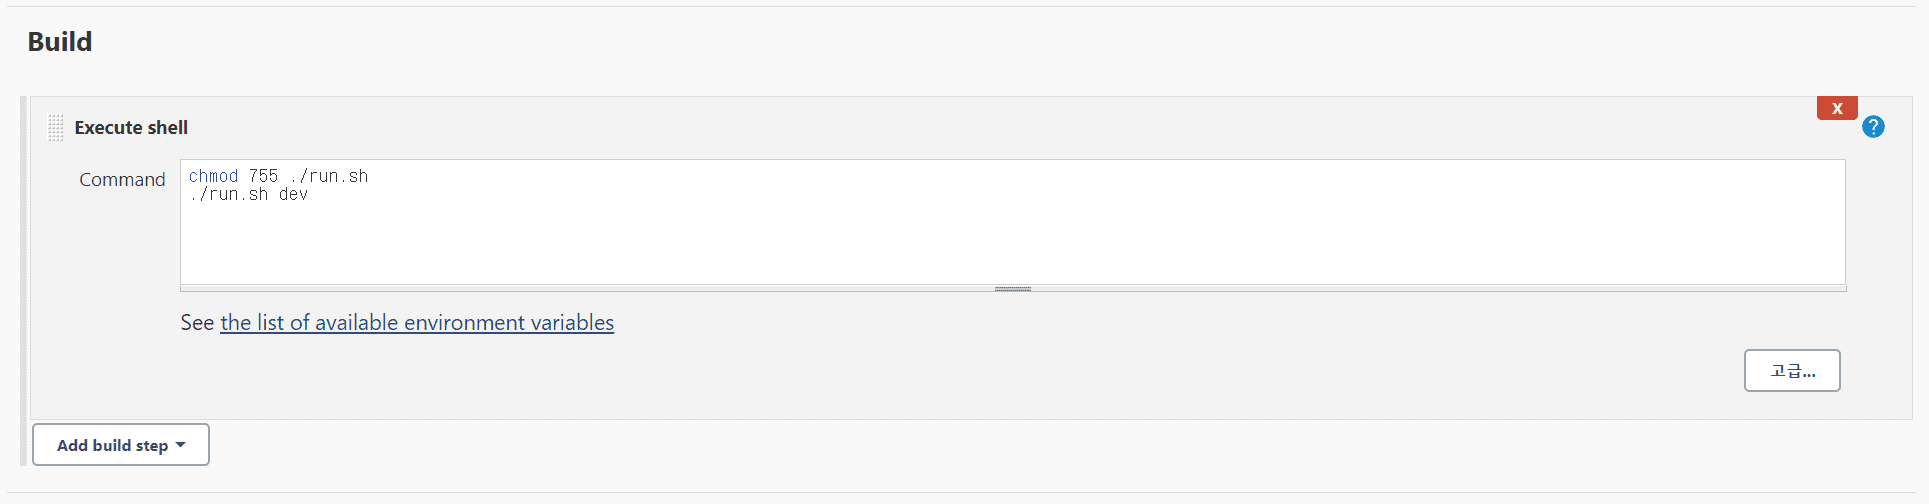 Build
Execute shell
X
?
Command
chmod 755 ./run.sh
./run.sh dev
See the list of available environment variables
고급...
Add build step